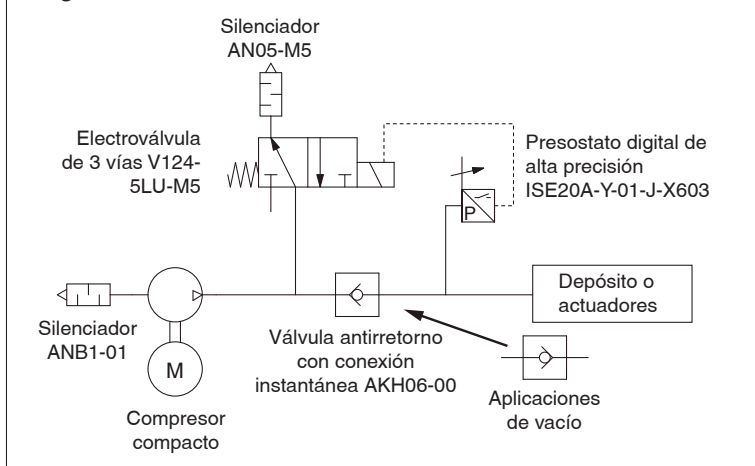 Silenciador
AN05-M5
Electroválvula
de 3 vías V124-
5LU-M5
Presostato digital de
alta precisión
ISE20A-Y-01-J-X603
P
Silenciador
ANB1-01
M
Compresor
compacto
Válvula antirretorno
con conexión
instantánea AKH06-00
Depósito o
actuadores
Aplicaciones
de vacío